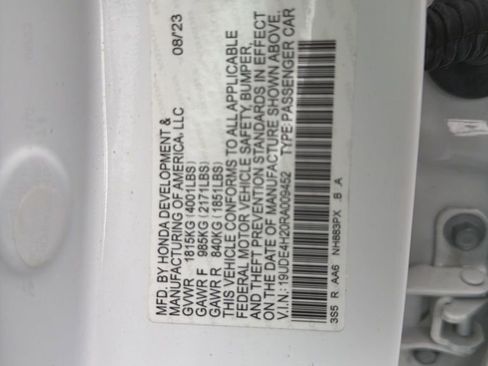 MFD. BY HONDA DEVELOPMENT &
MANUFACTURING OF AMERICA, LLC 08/'23
GVWR 1815KG (4001LBS)
GAWR F 985KG (2171LBS)
GAWR R 840KG (1851LBS)
THIS VEHICLE CONFORMS TO ALL APPLICABLE
FEDERAL MOTOR VEHICLE SAFETY, BUMPER,
AND THEFT PREVENTION STANDARDS IN EFFECT
ON THE DATE OF MANUFACTURE SHOWN ABOVE.
V.I.N.: 19UDE4H20RA009452 TYPE: PASSENGER CAR
3S5 R AA6 NH883PX B A